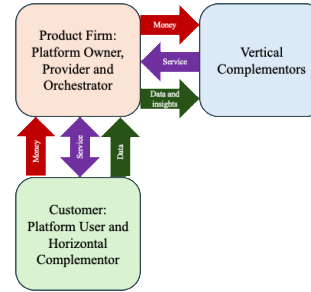 Product Firm:
Platform Owner,
Provider and
Orchestrator
Money
Service
Data and
insights
Vertical
Complementors
Money
Service
Data
Customer:
Platform User and
Horizontal
Complementor